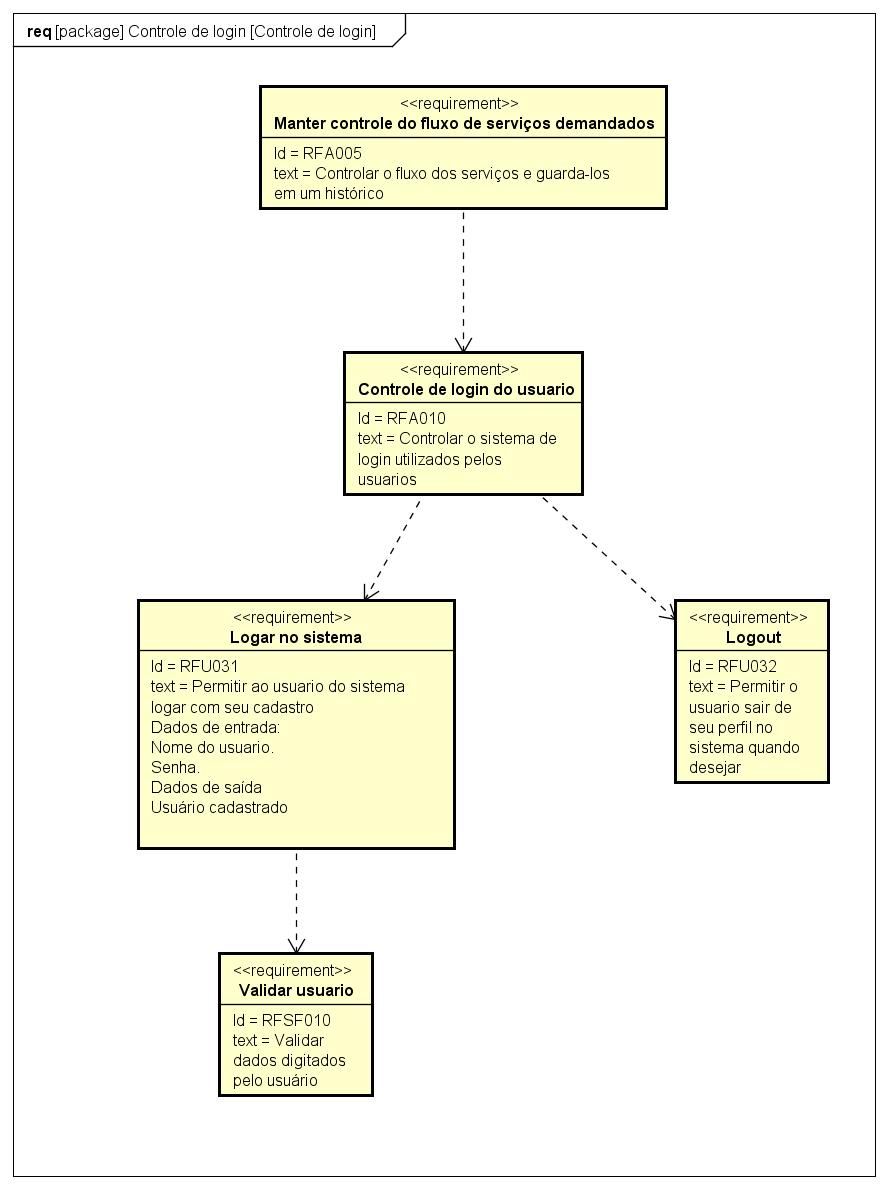 req [package] Controle de login [Controle de login]
<<requirement>>
Manter controle do fluxo de serviços demandados
Id = RFA005
text = Controlar o fluxo dos serviços e guarda-los
em um histórico
<<requirement>>
Controle de login do usuario
Id = RFA010
text = Controlar o sistema de
login utilizados pelos
usuarios
<<requirement>>
Logar no sistema
Id = RFU031
text = Permitir ao usuario do sistema
logar com seu cadastro
Dados de entrada:
Nome do usuario.
Senha.
Dados de saída
Usuário cadastrado
<<requirement>>
Logout
Id = RFU032
text = Permitir o
usuario sair de
seu perfil no
sistema quando
desejar
<<requirement>>
Validar usuario
Id = RFSF010
text = Validar
dados digitados
pelo usuário